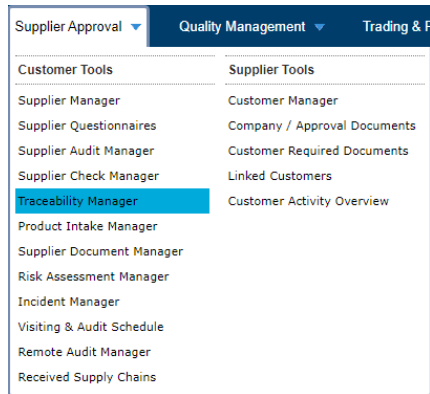 Supplier Approval
Quality Management
Trading &
Customer Tools
Supplier Manager
Supplier Questionnaires
Supplier Audit Manager
Supplier Check Manager
Traceability Manager
Product Intake Manager
Supplier Document Manager
Risk Assessment Manager
Incident Manager
Visiting & Audit Schedule
Remote Audit Manager
Received Supply Chains
Supplier Tools
Customer Manager
Company / Approval Documents
Customer Required Documents
Linked Customers
Customer Activity Overview